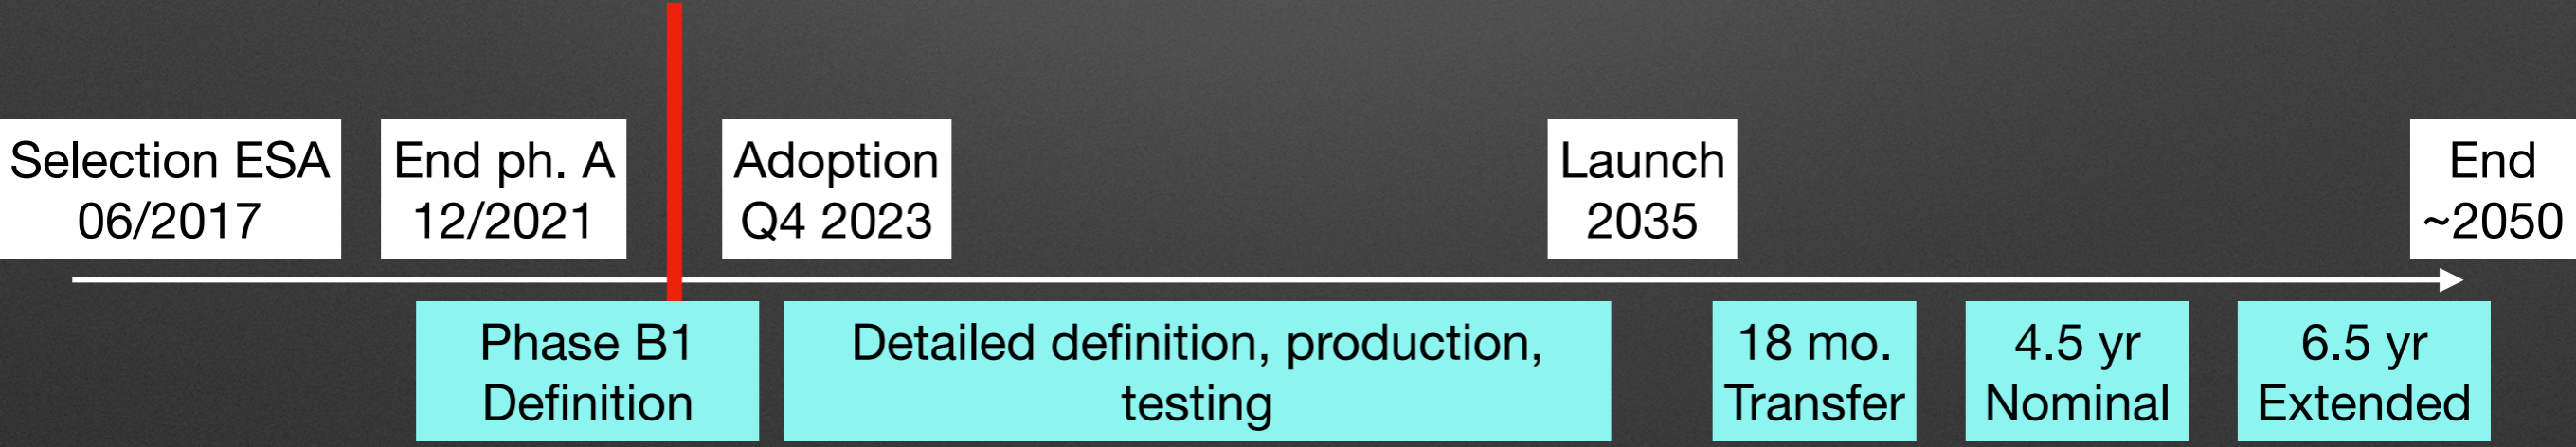 Selection ESA
06/2017
End ph. A
12/2021
Adoption
Q4 2023
Launch
2035
End
~2050
Phase B1
Definition
Detailed definition, production,
testing
18 mo.
Transfer
4.5 yr
Nominal
6.5 yr
Extended